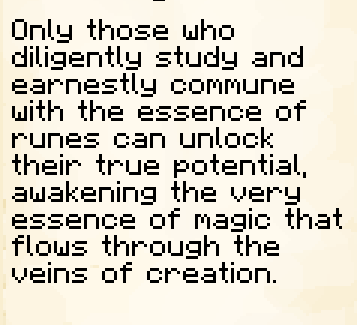 Only those who
diligently study and
earnestly commune
with the essence of
runes can unlock
their true potential,
awakening the very
essence of magic that
flows through the
veins of creation.